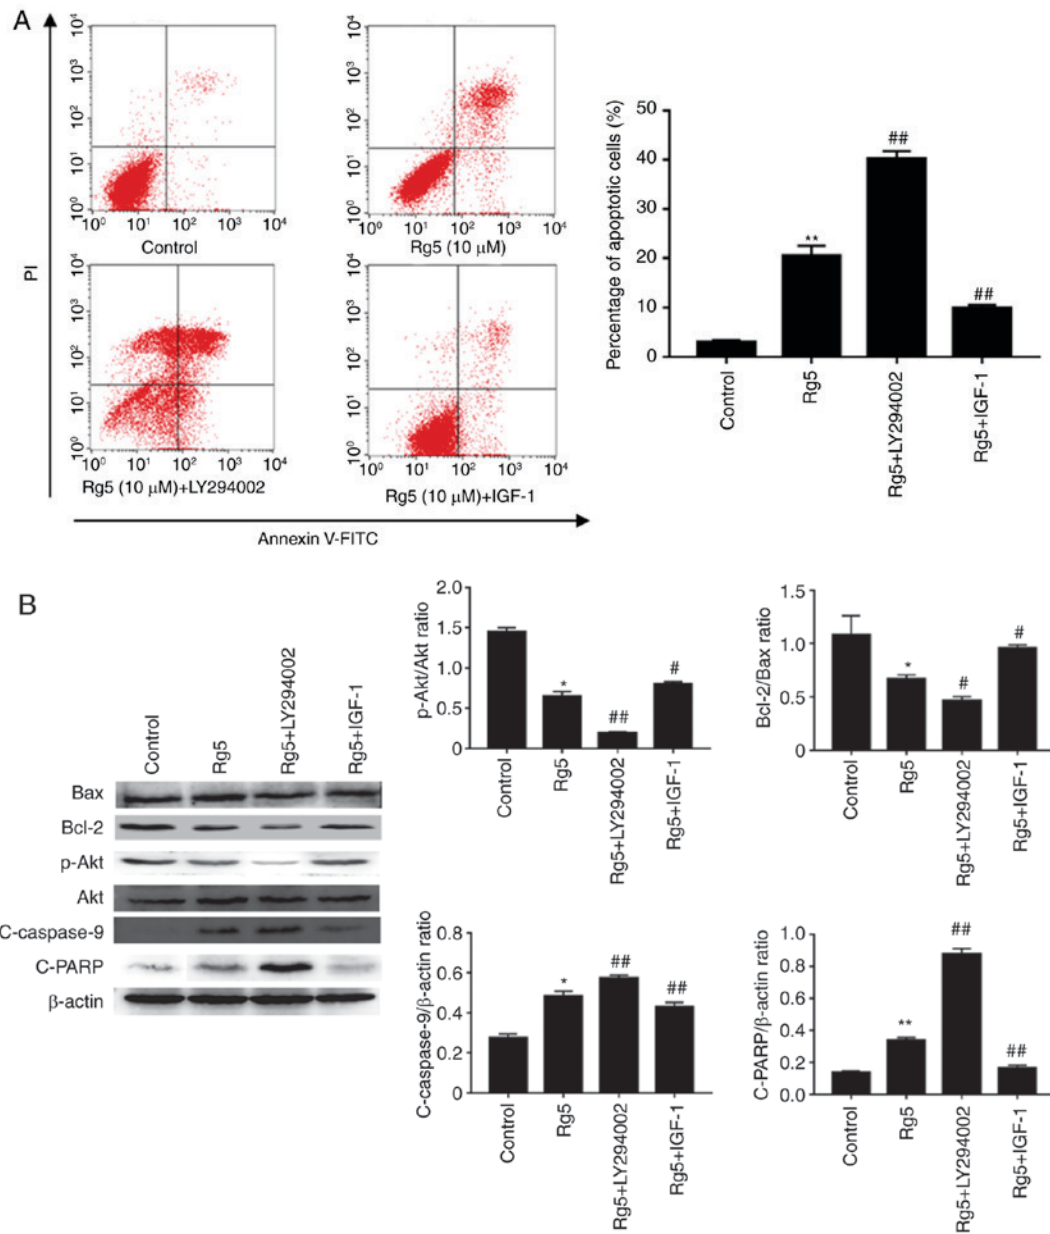 A
PI
10⁴
10³
10²
10¹
10⁰
10⁰ 10¹ 10² 10³ 10⁴
Control
10⁴
10³
10²
10¹
10⁰
10⁰ 10¹ 10² 10³ 10⁴
Rg5 (10 µM)
10⁴
10³
10²
10¹
10⁰
10⁰ 10¹ 10² 10³ 10⁴
Rg5 (10 µM)+LY294002
10⁴
10³
10²
10¹
10⁰
10⁰ 10¹ 10² 10³ 10⁴
Rg5 (10 µM)+IGF-1
Annexin V-FITC
Percentage of apoptotic cells (%)
50
40
30
20
10
0
**
##
##
Control
Rg5
Rg5+LY294002
Rg5+IGF-1
B
Control
Rg5
Rg5+LY294002
Rg5+IGF-1
Bax
Bcl-2
p-Akt
Akt
C-caspase-9
C-PARP
β-actin
p-Akt/Akt ratio
2.0
1.5
1.0
0.5
0
*
##
#
Control
Rg5
Rg5+LY294002
Rg5+IGF-1
Bcl-2/Bax ratio
1.5
1.0
0.5
0
*
#
#
Control
Rg5
Rg5+LY294002
Rg5+IGF-1
C-caspase-9/β-actin ratio
0.8
0.6
0.4
0.2
0
*
##
##
Control
Rg5
Rg5+LY294002
Rg5+IGF-1
C-PARP/β-actin ratio
1.0
0.8
0.6
0.4
0.2
0.0
**
##
##
Control
Rg5
Rg5+LY294002
Rg5+IGF-1